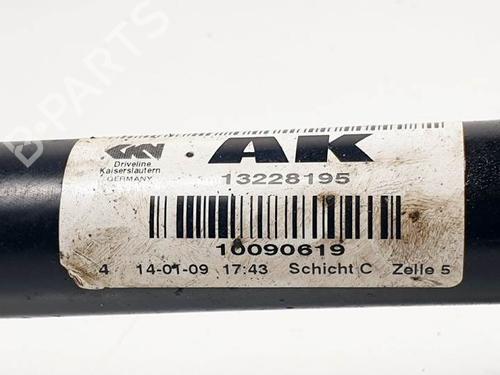 GKN
Driveline
Kaiserslautern
GERMANY
AK
13228195
10090619
4 14-01-09 17:43 Schicht C Zelle 5
B-PARTS